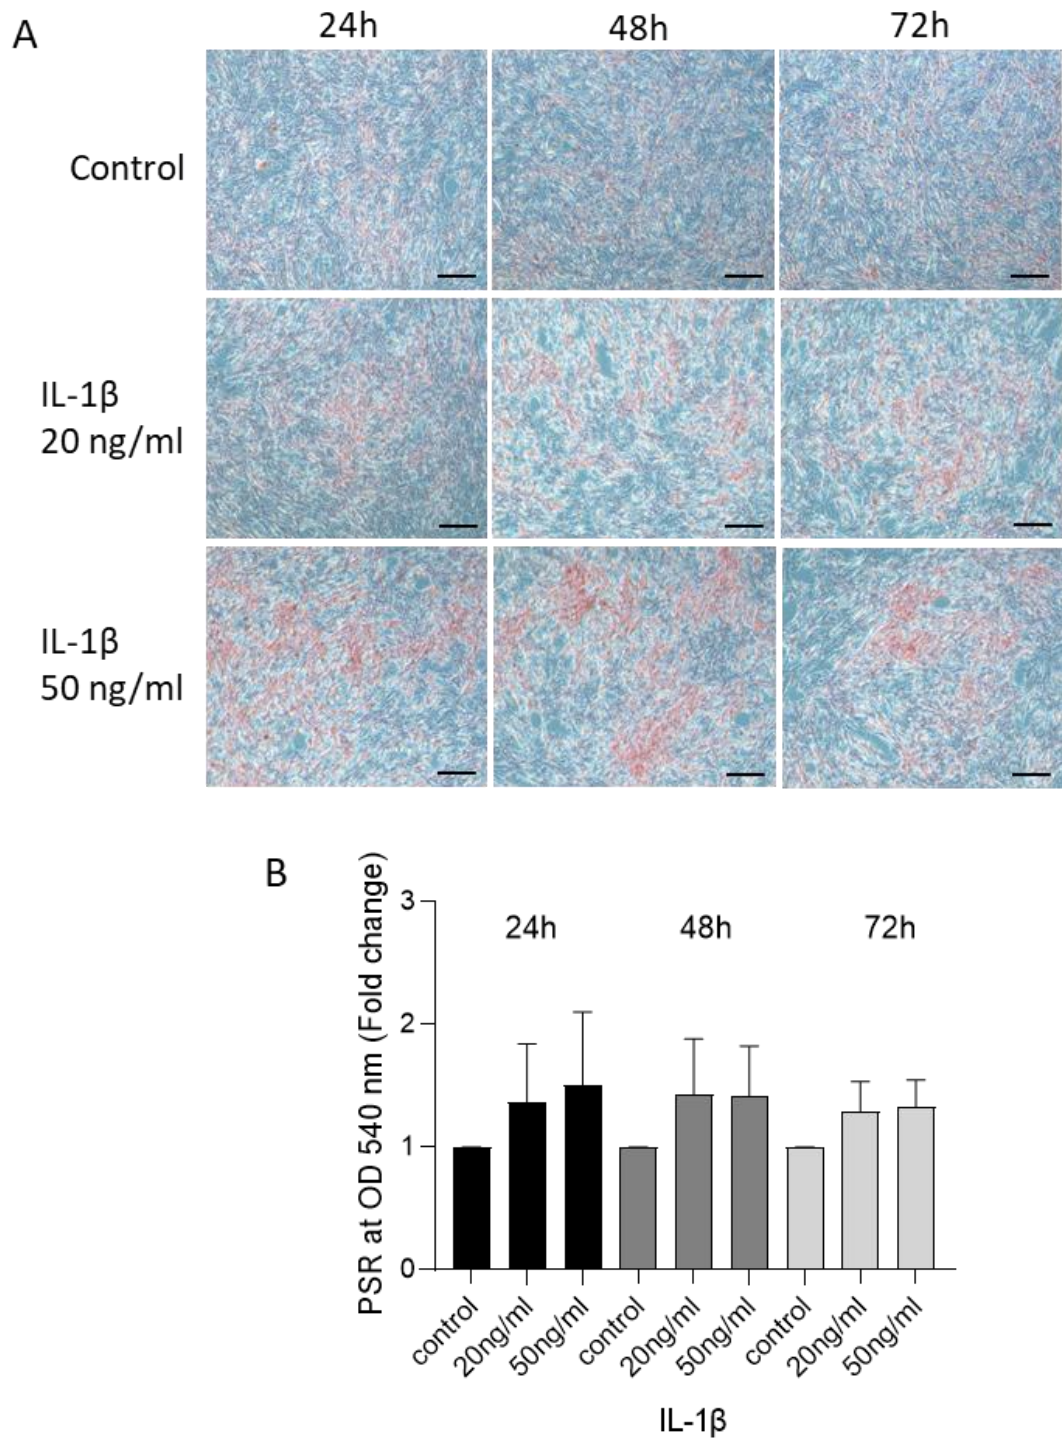 A
24h
48h
72h
Control
IL-1β
20 ng/ml
IL-1β
50 ng/ml
B
PSR at OD 540 nm (Fold change)
3
2
1
0
24h
48h
72h
control
20ng/ml
50ng/ml
control
20ng/ml
50ng/ml
control
20ng/ml
50ng/ml
IL-1β